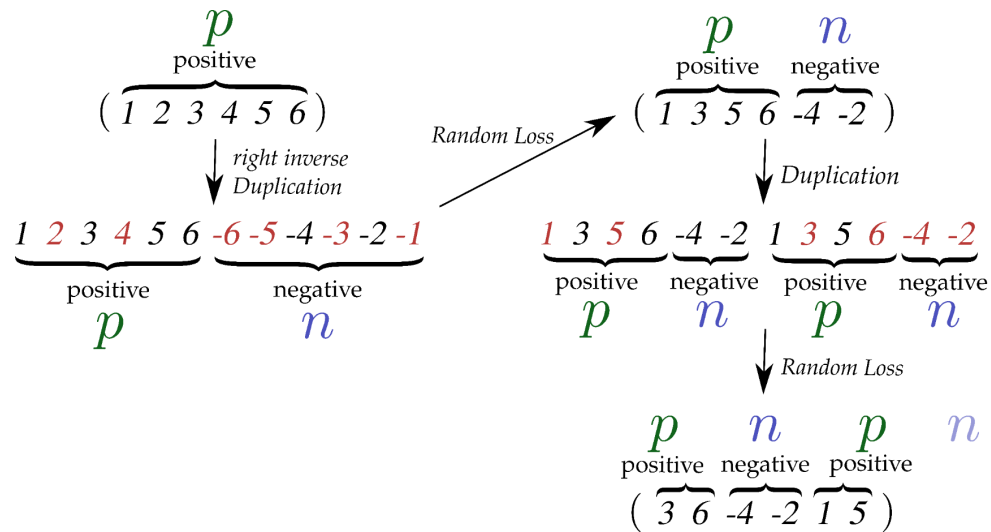 p
positive
( 1 2 3 4 5 6 )
right inverse
Duplication
1 2 3 4 5 6 -6 -5 -4 -3 -2 -1
positive negative
p n
Random Loss
p n
positive negative
( 1 3 5 6 -4 -2 )
Duplication
1 3 5 6 -4 -2 1 3 5 6 -4 -2
positive negative positive negative
p n p n
Random Loss
p n p n
positive negative positive
( 3 6 -4 -2 1 5 )